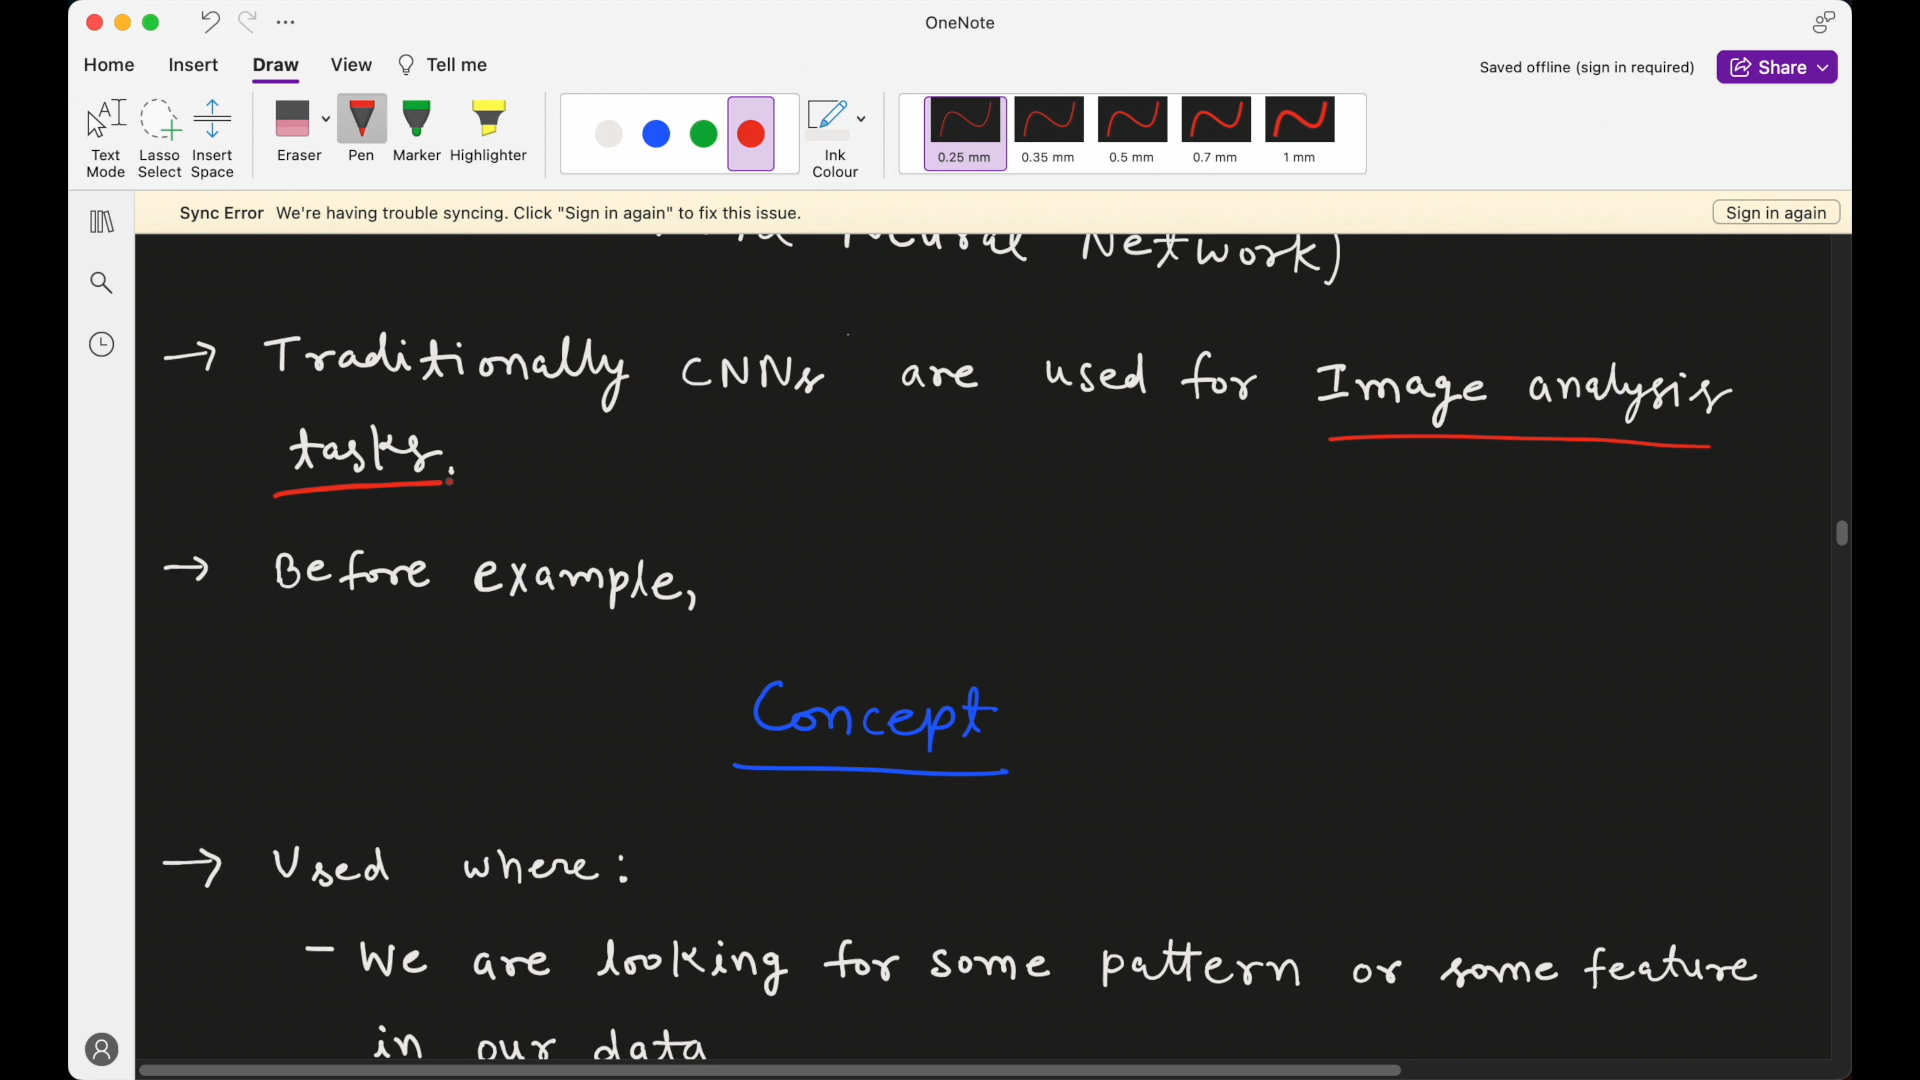 OneNote
Home Insert Draw View Tell me
Saved offline (sign in required) Share
Text Mode
Lasso Select
Insert Space
Eraser
Pen
Marker
Highlighter
Ink Colour
0.25 mm 0.35 mm 0.5 mm 0.7 mm 1 mm
Sync Error We're having trouble syncing. Click "Sign in again" to fix this issue. Sign in again
Neural Network)
→ Traditionally CNNs are used for Image analysis
tasks.
→ Before example,
Concept
→ Used where:
- We are looking for some pattern or some feature
in our data